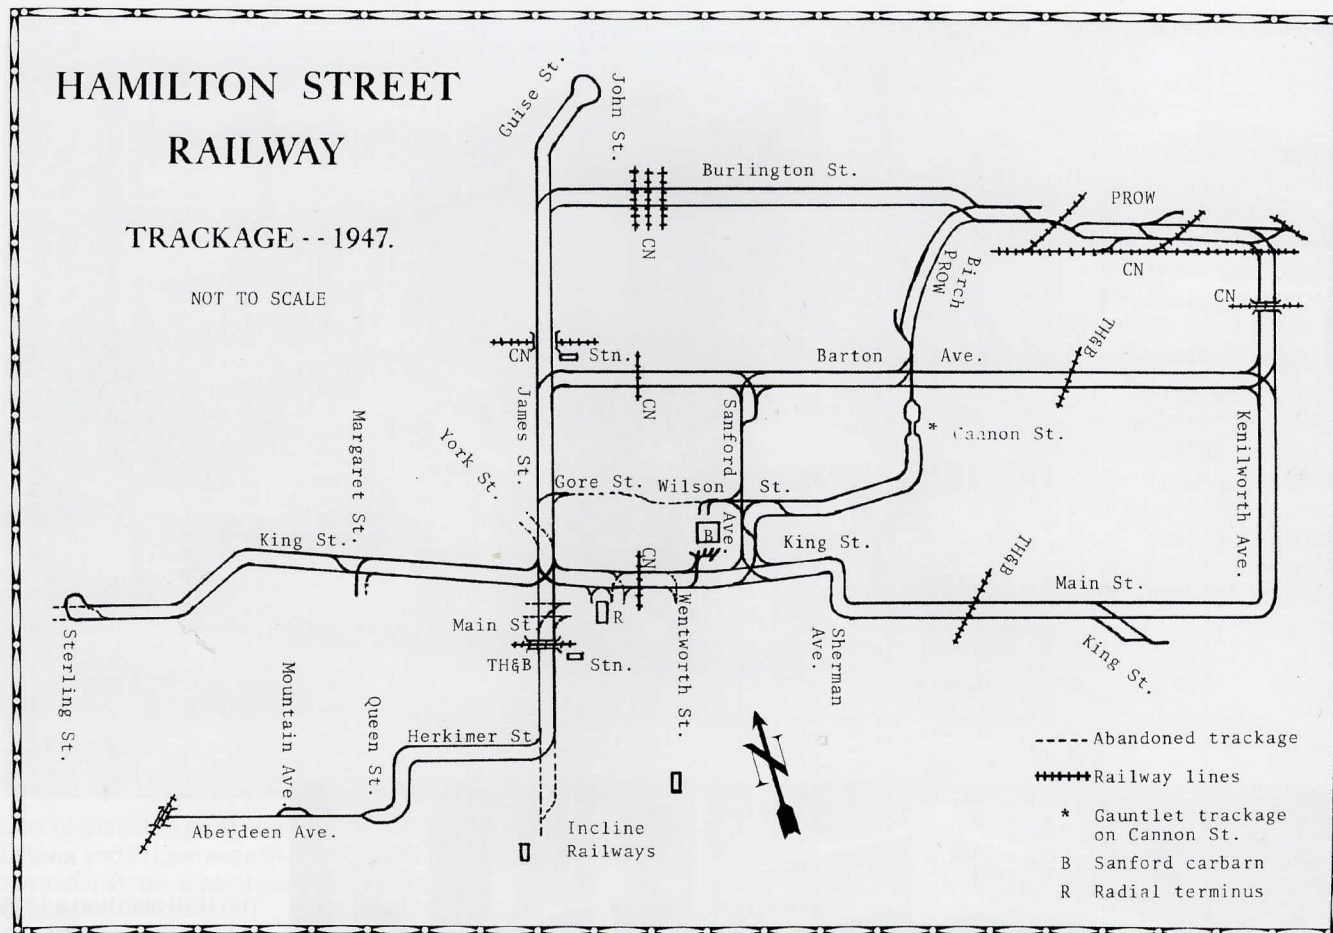 HAMILTON STREET
RAILWAY
TRACKAGE -- 1947.
NOT TO SCALE
Guise St.
John St.
Burlington St.
CN
PROW
CN
CN
Birch
PROW
CN
Stn.
CN
Barton Ave.
TH&B
James St.
Sanford Ave.
* Cannon St.
Kenilworth Ave.
Margaret St.
York St.
Gore St.
Wilson St.
B
King St.
King St.
CN
R
TH&B
Main St.
King St.
Main St.
TH&B
Stn.
Wentworth St.
Sherman
Ave.
Sterling St.
Mountain Ave.
Queen St.
Herkimer St.
Aberdeen Ave.
Incline
Railways
Abandoned trackage
Railway lines
* Gauntlet trackage
on Cannon St.
B Sanford carbarn
R Radial terminus